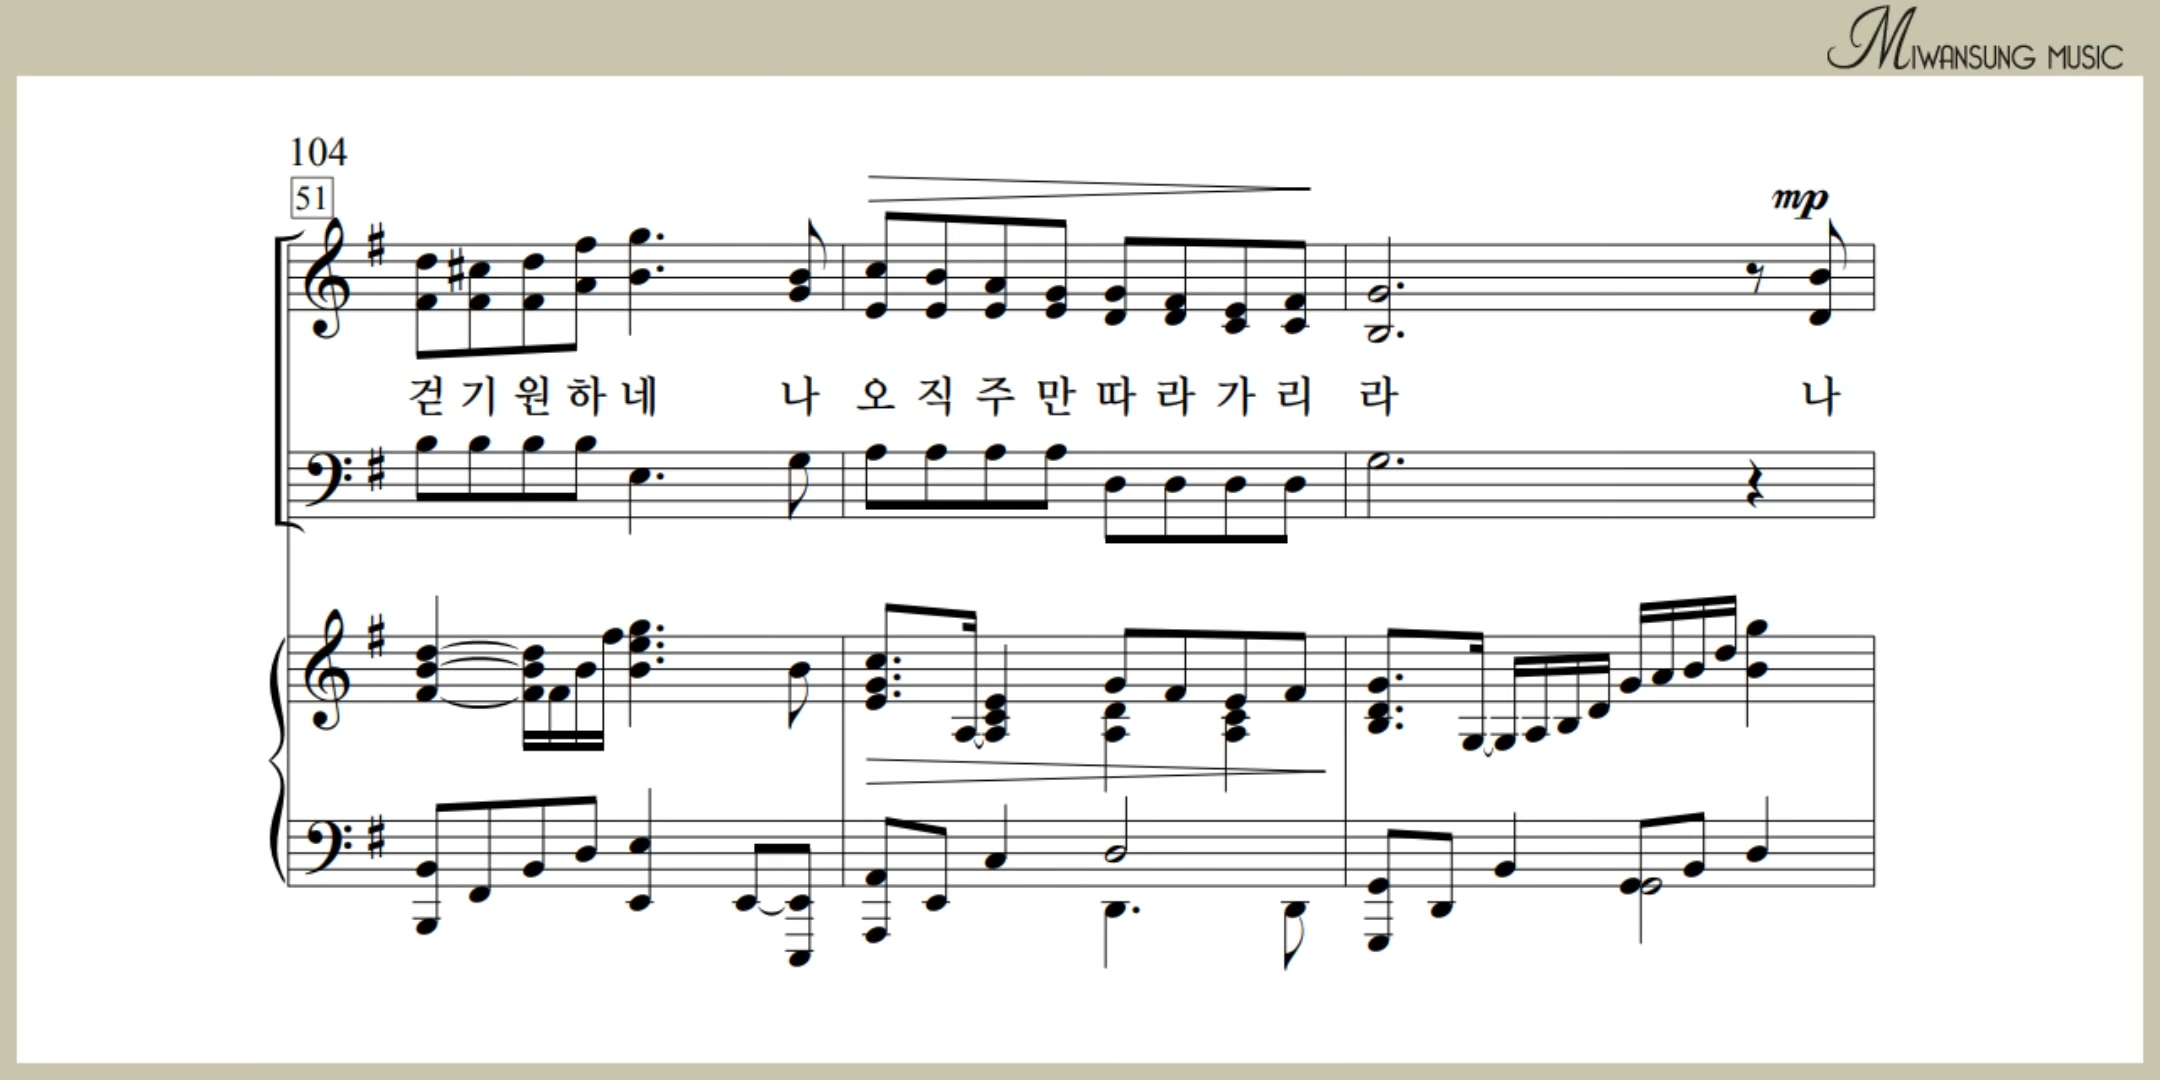 MIWANSUNG MUSIC
104
51
mp
걷 기 원 하 네 나 오 직 주 만 따 라 가 리 라 나